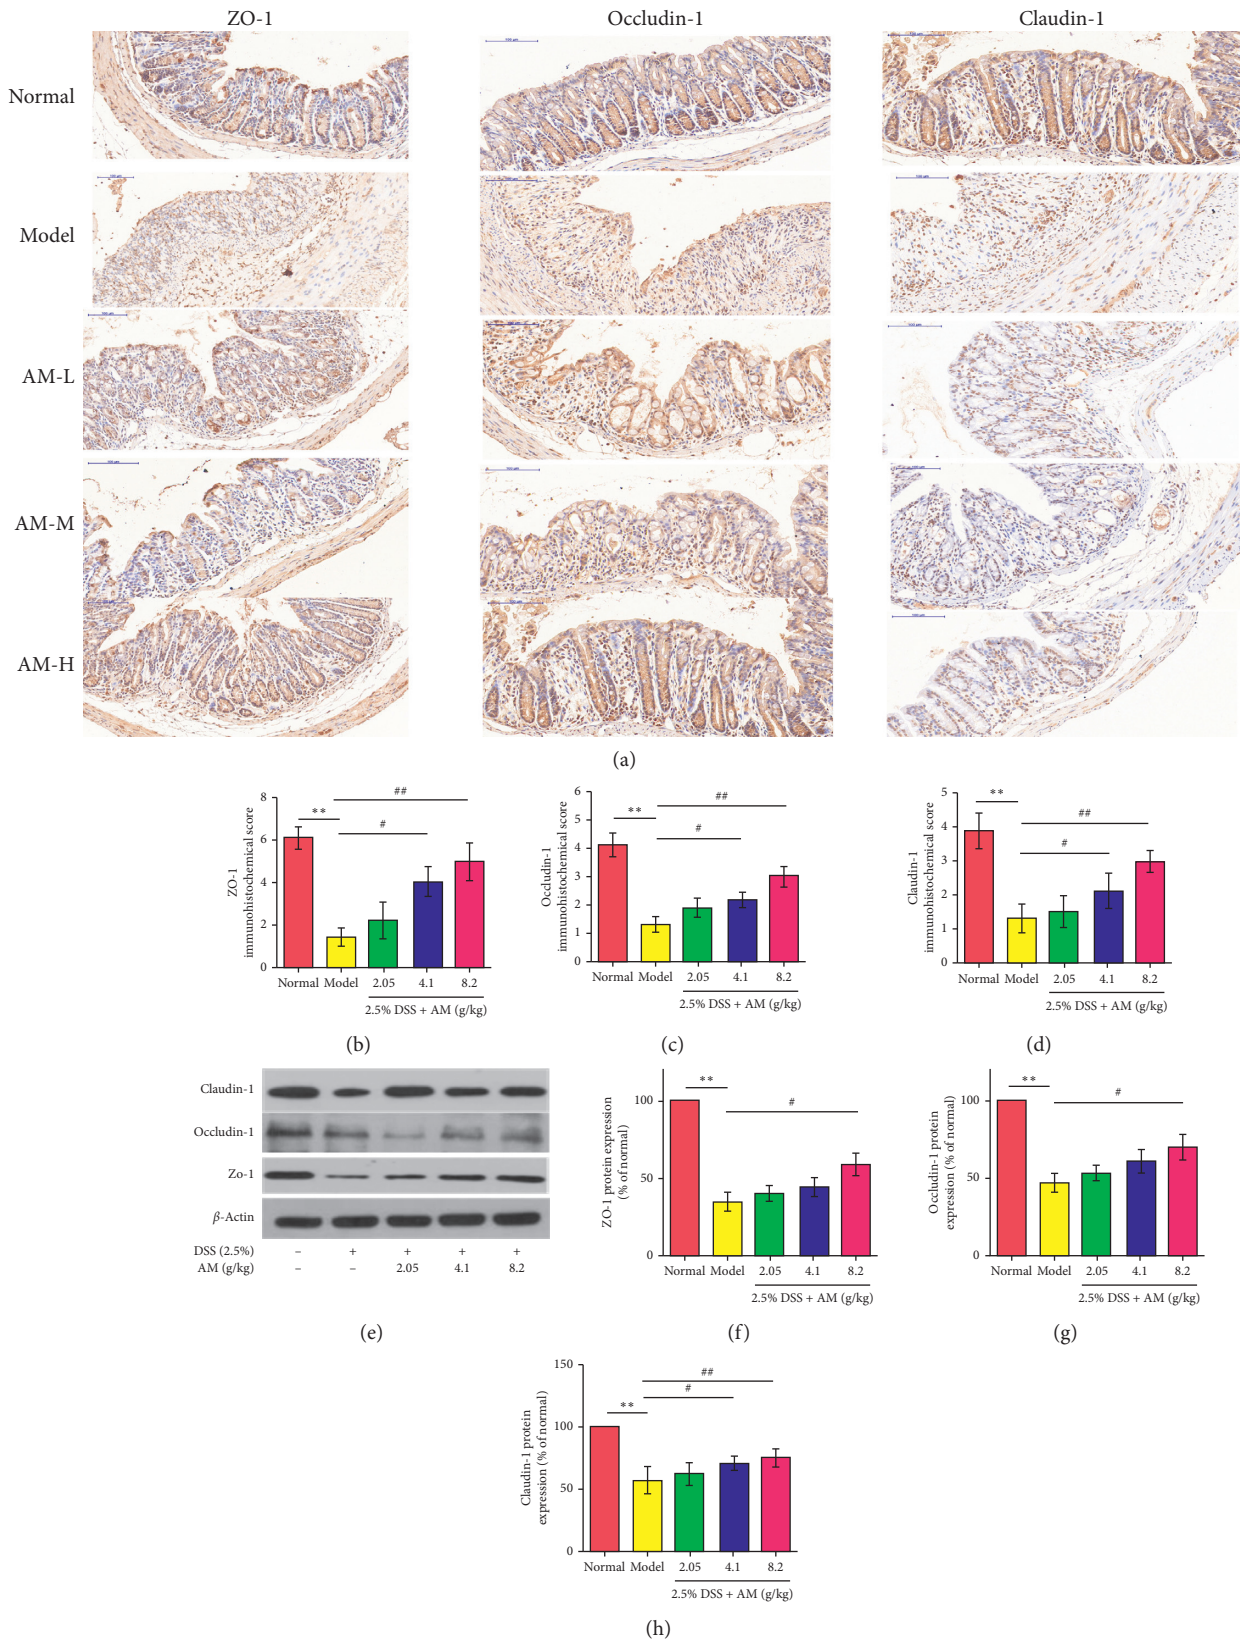 ZO-1 Occludin-1 Claudin-1
Normal
Model
AM-L
AM-M
AM-H
(a)
ZO-1
immunohistochemical score
8
6
4
2
0
**
#
##
Normal Model 2.05 4.1 8.2
2.5% DSS + AM (g/kg)
(b)
Occludin-1
immunohistochemical score
6
5
4
3
2
1
0
**
#
##
Normal Model 2.05 4.1 8.2
2.5% DSS + AM (g/kg)
(c)
Claudin-1
immunohistochemical score
5
4
3
2
1
0
**
#
##
Normal Model 2.05 4.1 8.2
2.5% DSS + AM (g/kg)
(d)
Claudin-1
Occludin-1
Zo-1
β-Actin
DSS (2.5%) – + + + +
AM (g/kg) – – 2.05 4.1 8.2
(e)
ZO-1 protein expression
(% of normal)
100
50
0
**
#
Normal Model 2.05 4.1 8.2
2.5% DSS + AM (g/kg)
(f)
Occludin-1 protein
expression (% of normal)
100
50
0
**
#
Normal Model 2.05 4.1 8.2
2.5% DSS + AM (g/kg)
(g)
Claudin-1 protein
expression (% of normal)
150
100
50
0
**
#
##
Normal Model 2.05 4.1 8.2
2.5% DSS + AM (g/kg)
(h)